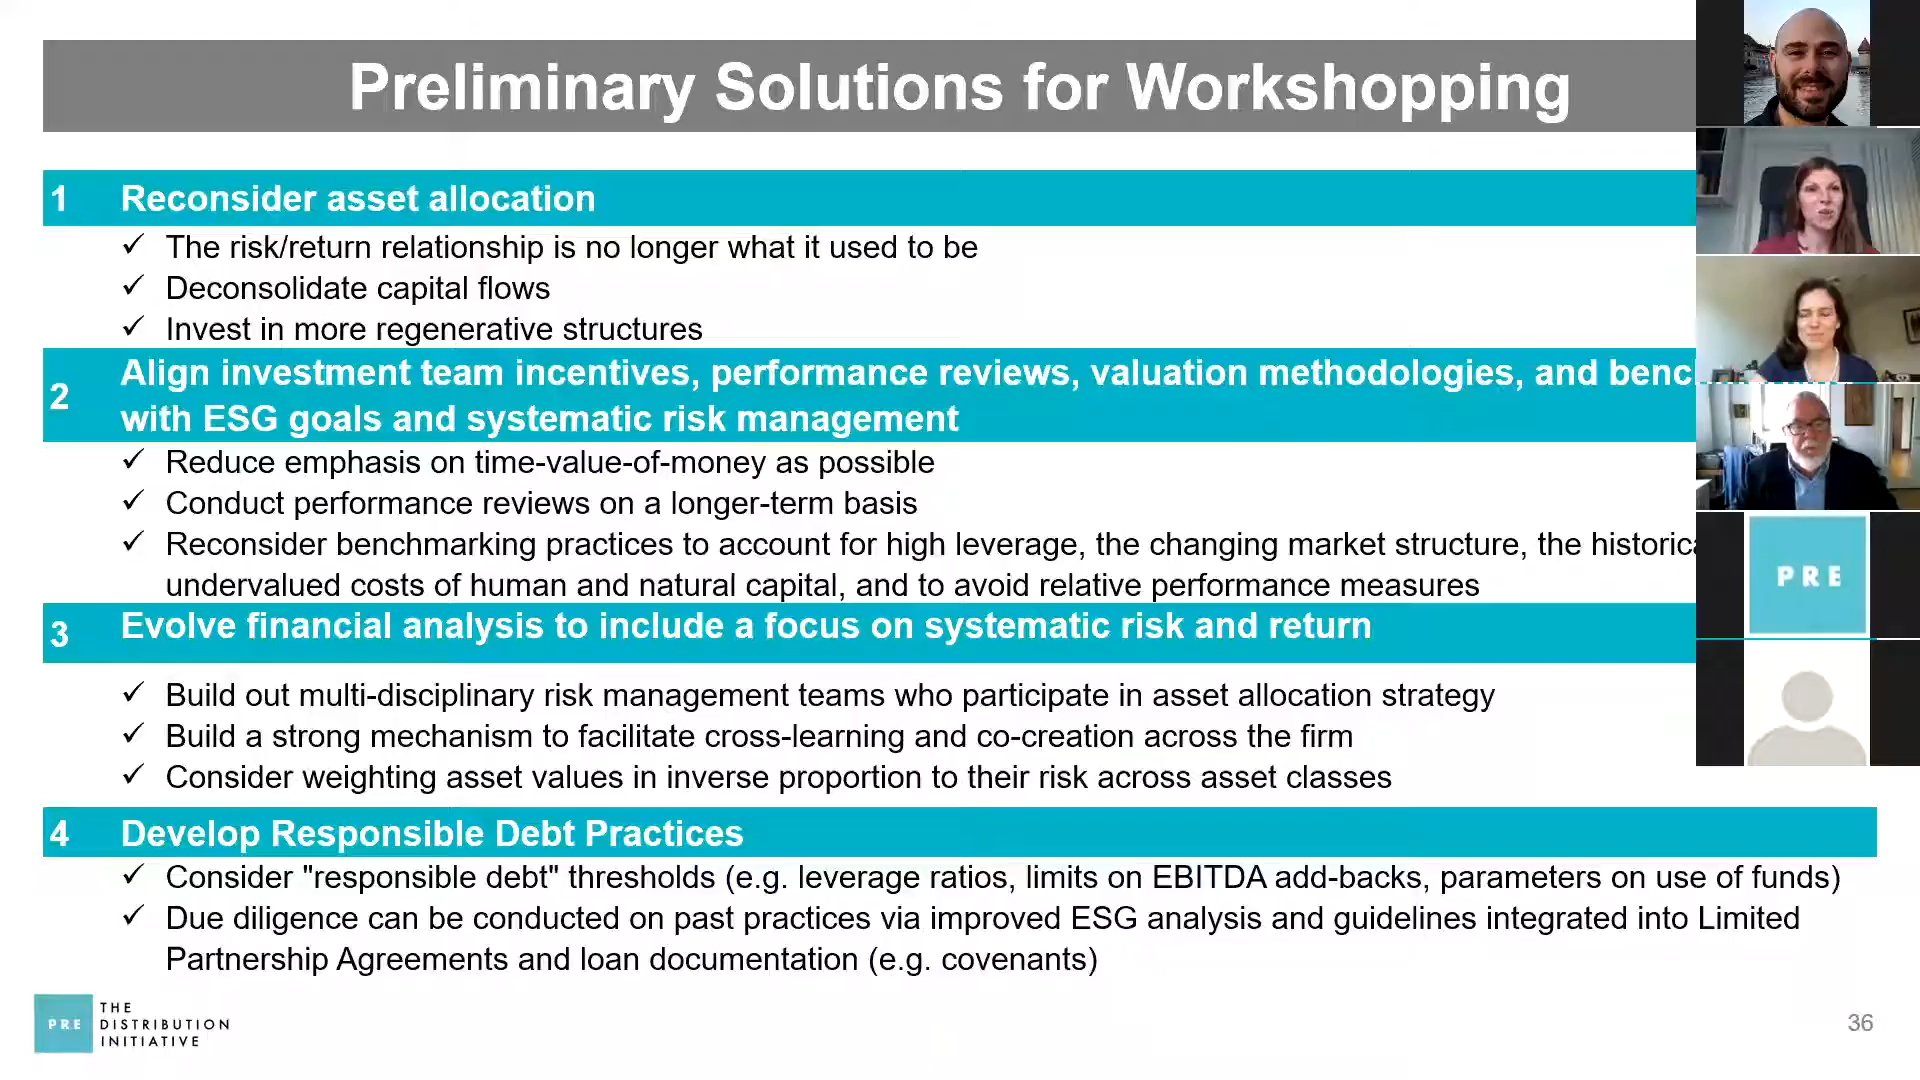 Preliminary Solutions for Workshopping
1 Reconsider asset allocation
✓ The risk/return relationship is no longer what it used to be
✓ Deconsolidate capital flows
✓ Invest in more regenerative structures
2 Align investment team incentives, performance reviews, valuation methodologies, and
with ESG goals and systematic risk management
✓ Reduce emphasis on time-value-of-money as possible
✓ Conduct performance reviews on a longer-term basis
✓ Reconsider benchmarking practices to account for high leverage, the changing market structure, the
undervalued costs of human and natural capital, and to avoid relative performance measures
3 Evolve financial analysis to include a focus on systematic risk and return
✓ Build out multi-disciplinary risk management teams who participate in asset allocation strategy
✓ Build a strong mechanism to facilitate cross-learning and co-creation across the firm
✓ Consider weighting asset values in inverse proportion to their risk across asset classes
4 Develop Responsible Debt Practices
✓ Consider "responsible debt" thresholds (e.g. leverage ratios, limits on EBITDA add-backs, parameters on use of funds)
✓ Due diligence can be conducted on past practices via improved ESG analysis and guidelines integrated into Limited
Partnership Agreements and loan documentation (e.g. covenants)
PRE
PRE
THE
DISTRIBUTION
INITIATIVE
36